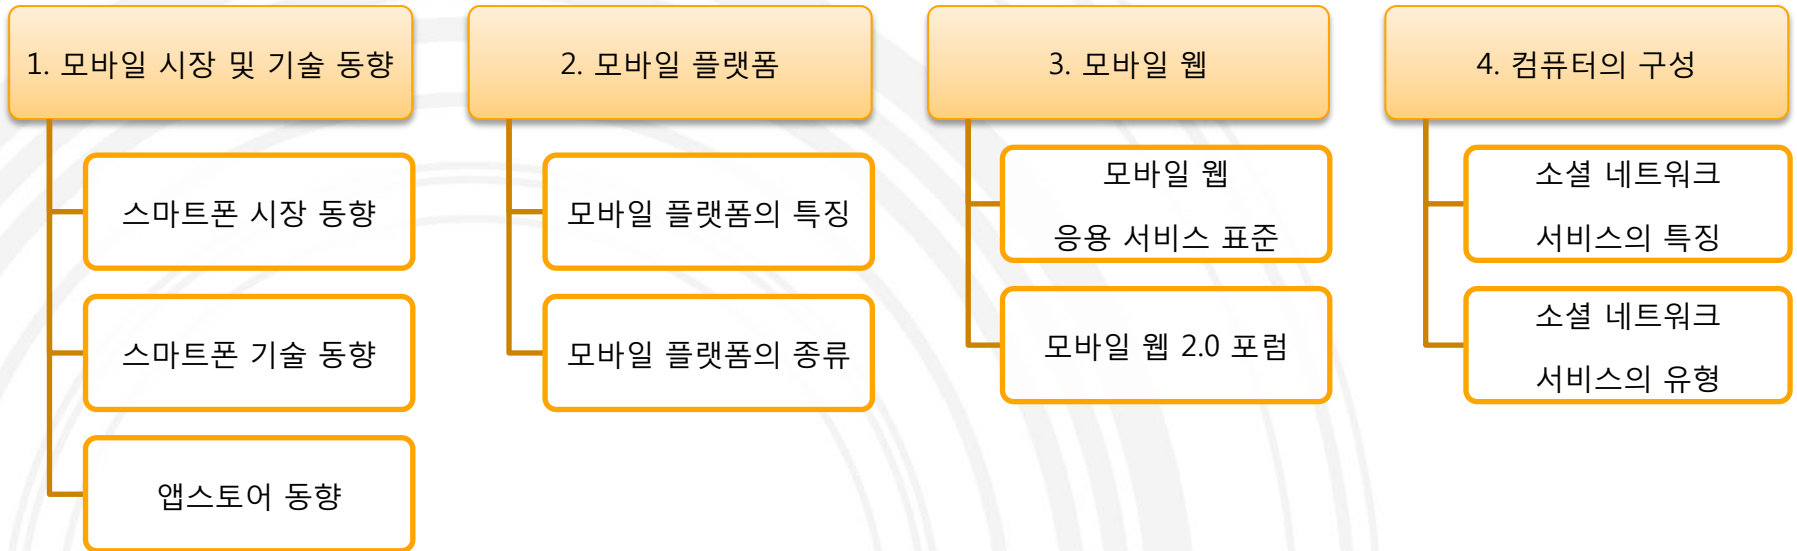 1. 모바일 시장 및 기술 동향
스마트폰 시장 동향
스마트폰 기술 동향
앱스토어 동향
2. 모바일 플랫폼
모바일 플랫폼의 특징
모바일 플랫폼의 종류
3. 모바일 웹
모바일 웹
응용 서비스 표준
모바일 웹 2.0 포럼
4. 컴퓨터의 구성
소셜 네트워크
서비스의 특징
소셜 네트워크
서비스의 유형